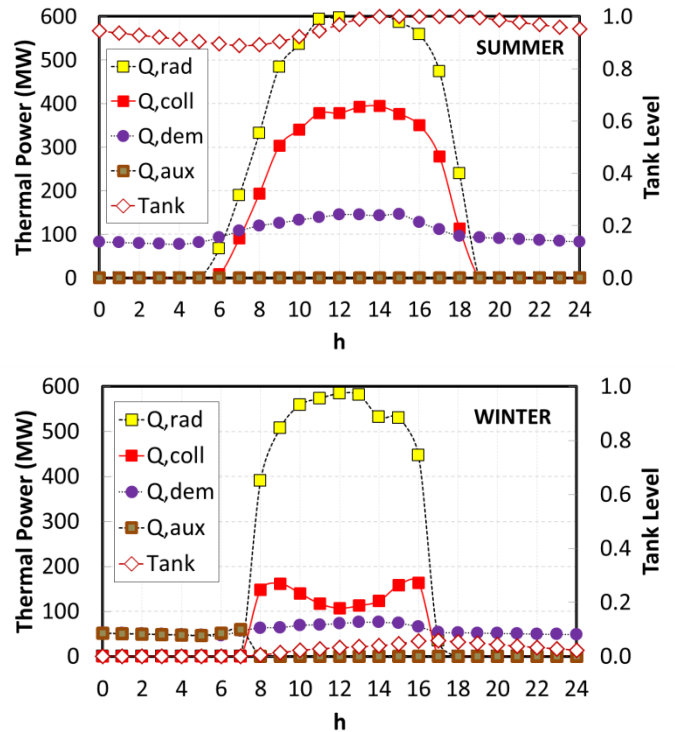 600
500
400
300
200
100
0
Thermal Power (MW)
1.0
0.8
0.6
0.4
0.2
0.0
Tank Level
SUMMER
Q,rad
Q,coll
Q,dem
Q,aux
Tank
0 2 4 6 8 10 12 14 16 18 20 22 24
h
600
500
400
300
200
100
0
Thermal Power (MW)
1.0
0.8
0.6
0.4
0.2
0.0
Tank Level
WINTER
Q,rad
Q,coll
Q,dem
Q,aux
Tank
0 2 4 6 8 10 12 14 16 18 20 22 24
h